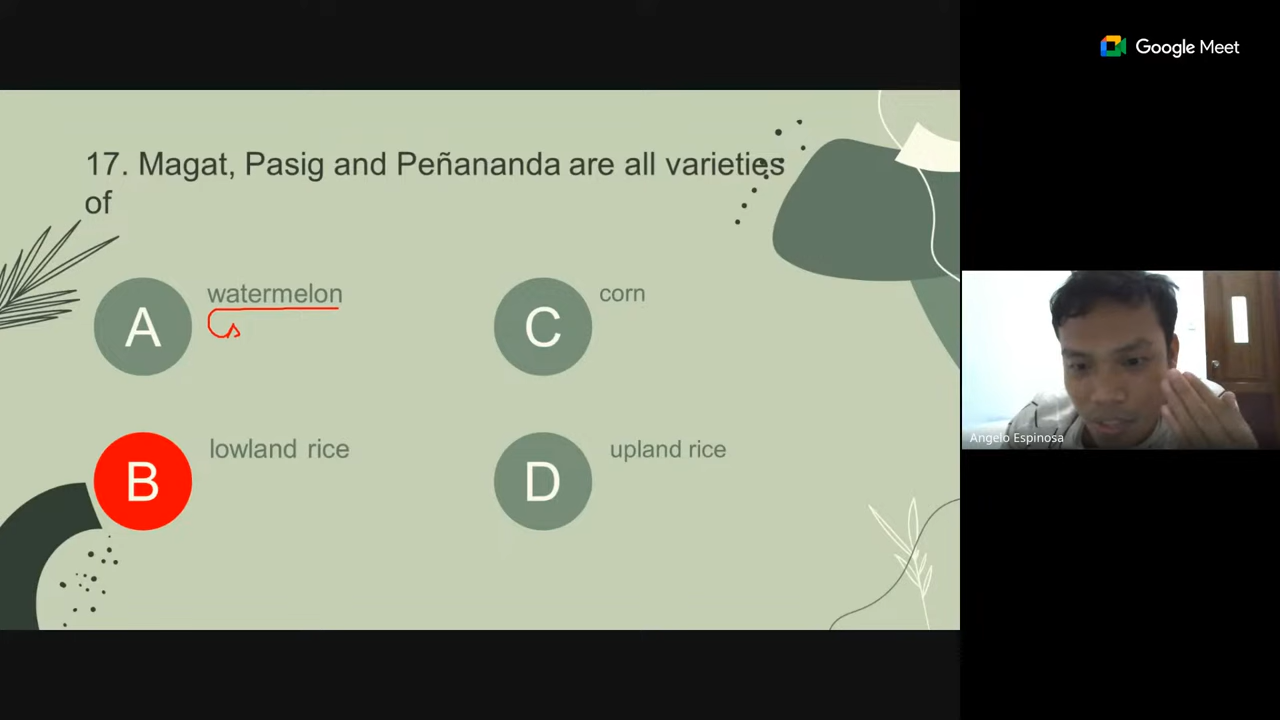 Google Meet
17. Magat, Pasig and Peñananda are all varieties
of
A watermelon
C corn
B lowland rice
D upland rice
Angelo Espinosa